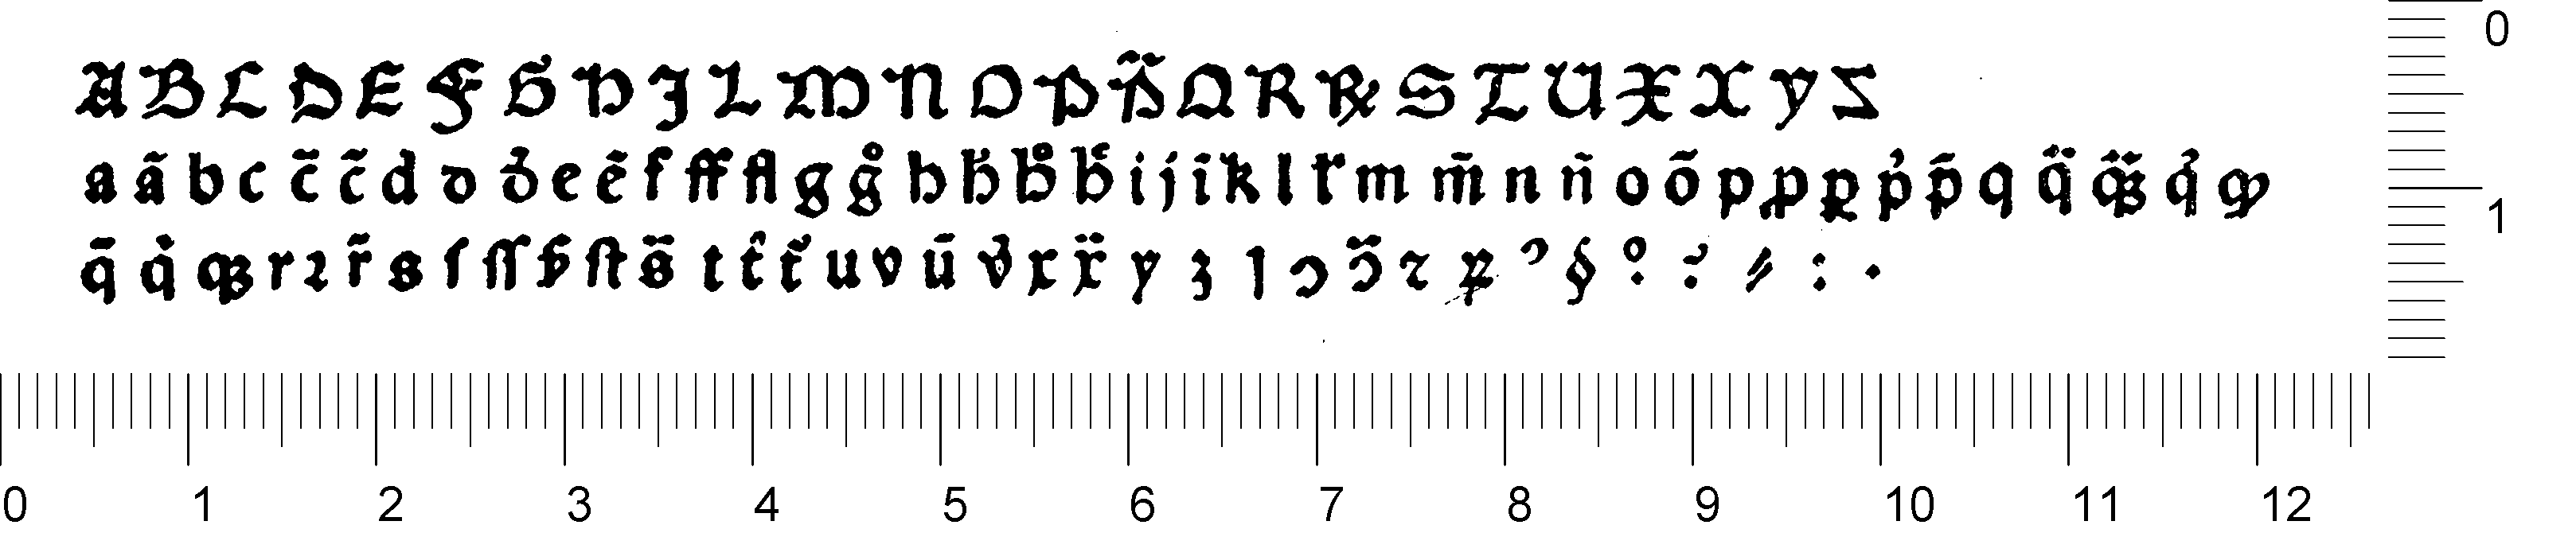 A B C D E F G H J L M N O P P̃ Q R ℞ S T U X X Y Z
a ã b c c̄ c̃ d d ð e ē f ff fl g g̊ h h̃ h̊ h̃ i j ī k l l̃ m m̄ n n̄ o õ p ꝓ ꝑ p̓ p̄ q q̃ q̃ꝫ q̓ ꝙ
q̄ q̇ qꝫ r ꝛ r̄ s ſ ſſ ſ̃ ſt s̃ t t̂ t̃ u v ū v̓ x ẍ y ꝫ ꝯ ɔ ɔ̃ ⁊ ꝝ ʼ § ° ? ⸗ : ·
0 1 2 3 4 5 6 7 8 9 10 11 12
0
1